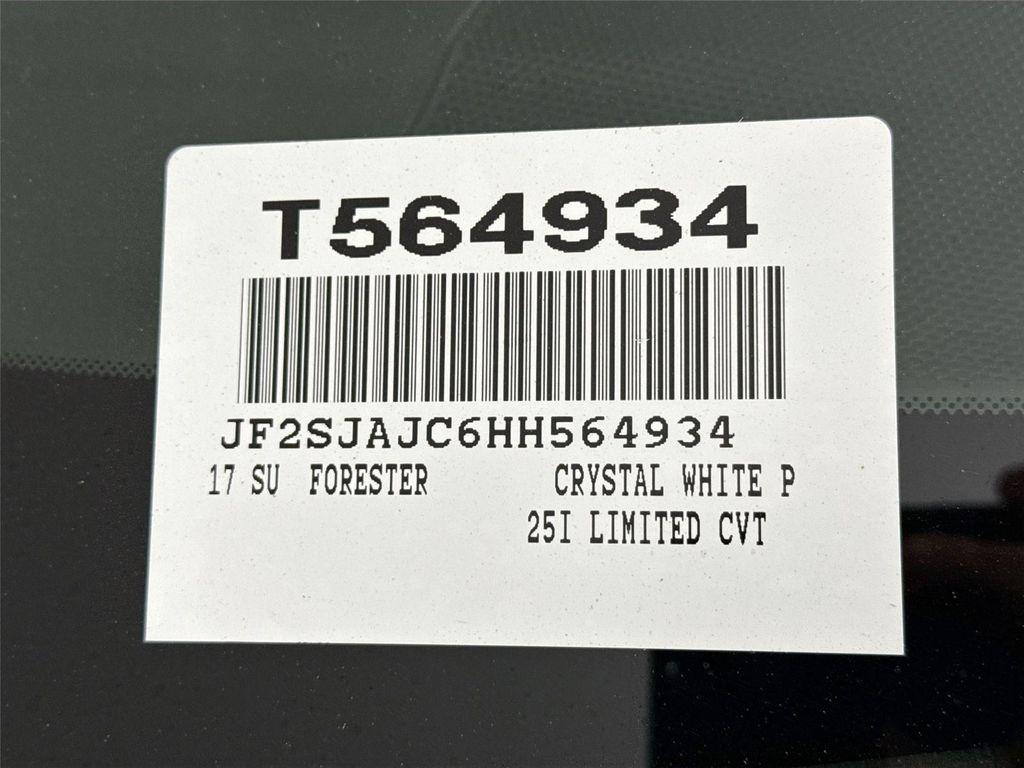 T564934
JF2SJAJC6HH564934
17 SU FORESTER CRYSTAL WHITE P
25I LIMITED CVT